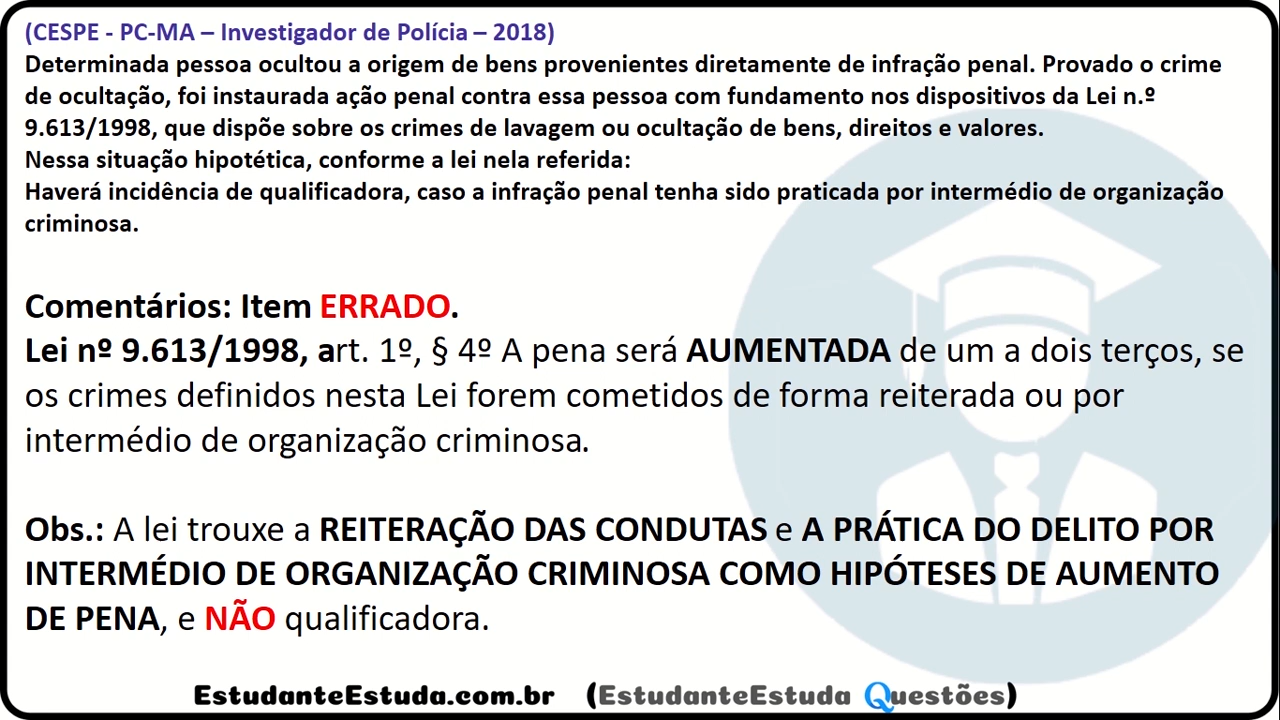 (CESPE - PC-MA – Investigador de Polícia – 2018)
Determinada pessoa ocultou a origem de bens provenientes diretamente de infração penal. Provado o crime
de ocultação, foi instaurada ação penal contra essa pessoa com fundamento nos dispositivos da Lei n.º
9.613/1998, que dispõe sobre os crimes de lavagem ou ocultação de bens, direitos e valores.
Nessa situação hipotética, conforme a lei nela referida:
Haverá incidência de qualificadora, caso a infração penal tenha sido praticada por intermédio de organização
criminosa.
Comentários: Item ERRADO.
Lei nº 9.613/1998, art. 1º, § 4º A pena será AUMENTADA de um a dois terços, se
os crimes definidos nesta Lei forem cometidos de forma reiterada ou por
intermédio de organização criminosa.
Obs.: A lei trouxe a REITERAÇÃO DAS CONDUTAS e A PRÁTICA DO DELITO POR
INTERMÉDIO DE ORGANIZAÇÃO CRIMINOSA COMO HIPÓTESES DE AUMENTO
DE PENA, e NÃO qualificadora.
EstudanteEstuda.com.br (EstudanteEstuda Questões)